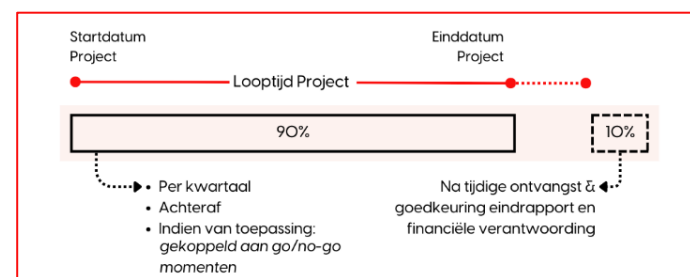 Startdatum
Project
Einddatum
Project
Looptijd Project
90%
10%
• Per kwartaal
• Achteraf
• Indien van toepassing:
gekoppeld aan go/no-go
momenten
Na tijdige ontvangst &
goedkeuring eindrapport en
financiële verantwoording